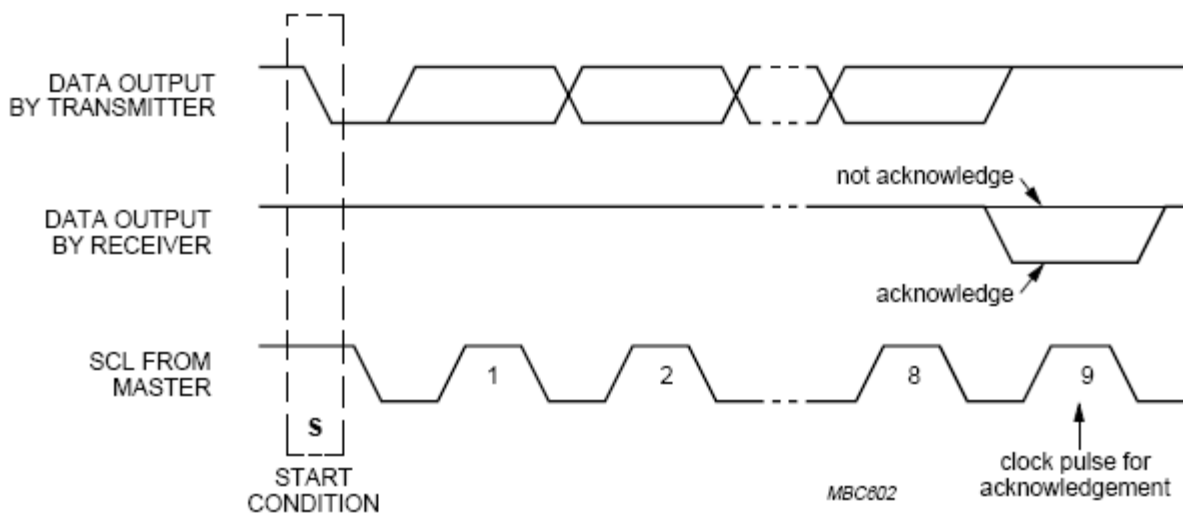 DATA OUTPUT
BY TRANSMITTER
not acknowledge
DATA OUTPUT
BY RECEIVER
acknowledge
SCL FROM
MASTER
1
2
8
9
S
START
CONDITION
MBC602
clock pulse for
acknowledgement